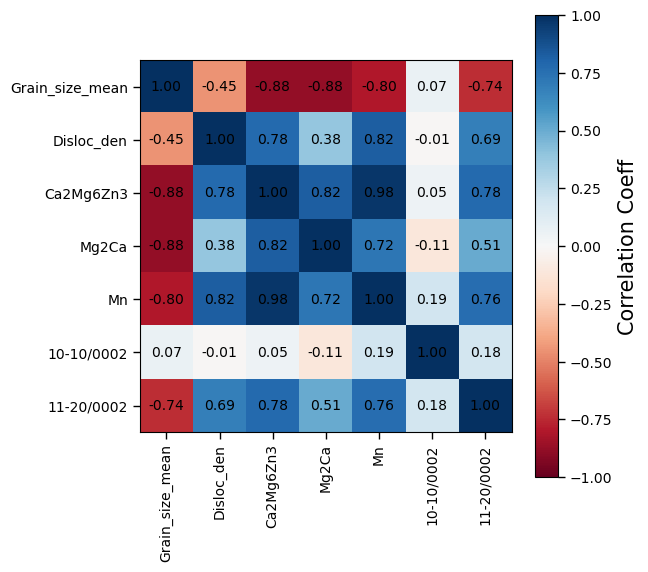 Grain_size_mean 1.00 -0.45 -0.88 -0.88 -0.80 0.07 -0.74
Disloc_den -0.45 1.00 0.78 0.38 0.82 -0.01 0.69
Ca2Mg6Zn3 -0.88 0.78 1.00 0.82 0.98 0.05 0.78
Mg2Ca -0.88 0.38 0.82 1.00 0.72 -0.11 0.51
Mn -0.80 0.82 0.98 0.72 1.00 0.19 0.76
10-10/0002 0.07 -0.01 0.05 -0.11 0.19 1.00 0.18
11-20/0002 -0.74 0.69 0.78 0.51 0.76 0.18 1.00
Grain_size_mean
Disloc_den
Ca2Mg6Zn3
Mg2Ca
Mn
10-10/0002
11-20/0002
1.00
0.75
0.50
0.25
0.00
−0.25
−0.50
−0.75
−1.00
Correlation Coeff